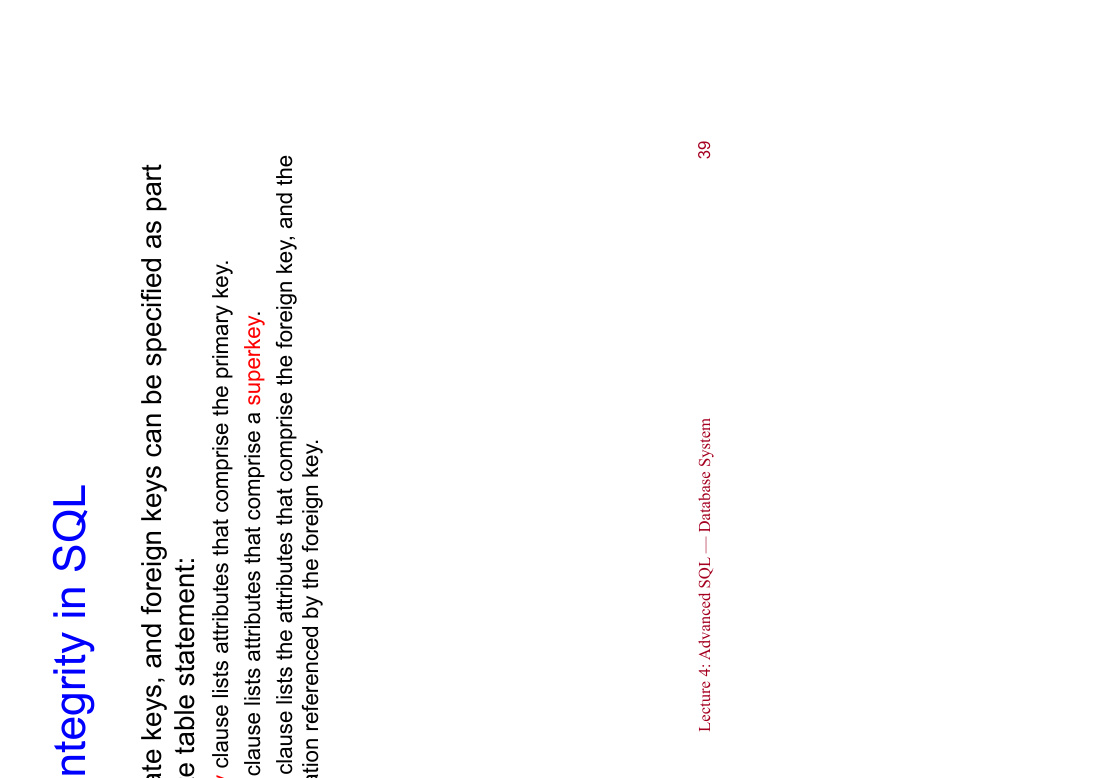 ntegrity in SQL
ate keys, and foreign keys can be specified as part
e table statement:
clause lists attributes that comprise the primary key.
clause lists attributes that comprise a superkey.
clause lists the attributes that comprise the foreign key, and the
ation referenced by the foreign key.
Lecture 4: Advanced SQL — Database System 39